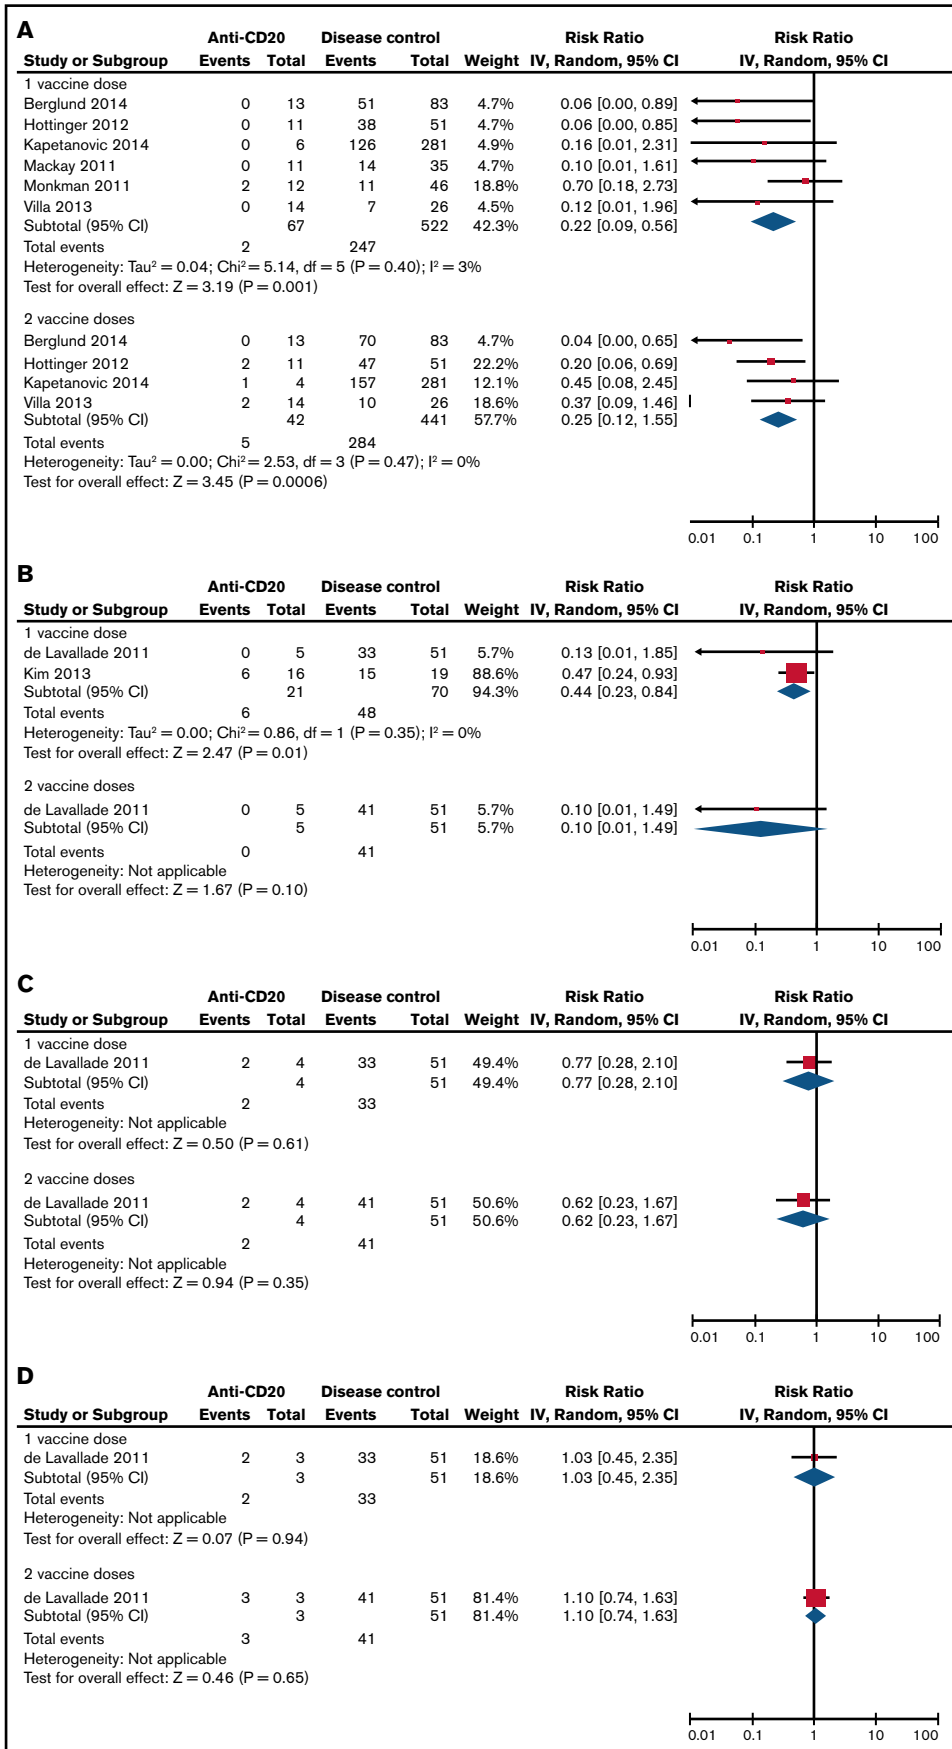 A
Anti-CD20 Disease control Risk Ratio Risk Ratio
Study or Subgroup Events Total Events Total Weight IV, Random, 95% CI IV, Random, 95% CI
1 vaccine dose
Berglund 2014 0 13 51 83 4.7% 0.06 [0.00, 0.89]
Hottinger 2012 0 11 38 51 4.7% 0.06 [0.00, 0.85]
Kapetanovic 2014 0 6 126 281 4.9% 0.16 [0.01, 2.31]
Mackay 2011 0 11 14 35 4.7% 0.10 [0.01, 1.61]
Monkman 2011 2 12 11 46 18.8% 0.70 [0.18, 2.73]
Villa 2013 0 14 7 26 4.5% 0.12 [0.01, 1.96]
Subtotal (95% CI) 67 522 42.3% 0.22 [0.09, 0.56]
Total events 2 247
Heterogeneity: Tau² = 0.04; Chi² = 5.14, df = 5 (P = 0.40); I² = 3%
Test for overall effect: Z = 3.19 (P = 0.001)
2 vaccine doses
Berglund 2014 0 13 70 83 4.7% 0.04 [0.00, 0.65]
Hottinger 2012 2 11 47 51 22.2% 0.20 [0.06, 0.69]
Kapetanovic 2014 1 4 157 281 12.1% 0.45 [0.08, 2.45]
Villa 2013 2 14 10 26 18.6% 0.37 [0.09, 1.46]
Subtotal (95% CI) 42 441 57.7% 0.25 [0.12, 1.55]
Total events 5 284
Heterogeneity: Tau² = 0.00; Chi² = 2.53, df = 3 (P = 0.47); I² = 0%
Test for overall effect: Z = 3.45 (P = 0.0006)
0.01 0.1 1 10 100
B
Anti-CD20 Disease control Risk Ratio Risk Ratio
Study or Subgroup Events Total Events Total Weight IV, Random, 95% CI IV, Random, 95% CI
1 vaccine dose
de Lavallade 2011 0 5 33 51 5.7% 0.13 [0.01, 1.85]
Kim 2013 6 16 15 19 88.6% 0.47 [0.24, 0.93]
Subtotal (95% CI) 21 70 94.3% 0.44 [0.23, 0.84]
Total events 6 48
Heterogeneity: Tau² = 0.00; Chi² = 0.86, df = 1 (P = 0.35); I² = 0%
Test for overall effect: Z = 2.47 (P = 0.01)
2 vaccine doses
de Lavallade 2011 0 5 41 51 5.7% 0.10 [0.01, 1.49]
Subtotal (95% CI) 5 51 5.7% 0.10 [0.01, 1.49]
Total events 0 41
Heterogeneity: Not applicable
Test for overall effect: Z = 1.67 (P = 0.10)
0.01 0.1 1 10 100
C
Anti-CD20 Disease control Risk Ratio Risk Ratio
Study or Subgroup Events Total Events Total Weight IV, Random, 95% CI IV, Random, 95% CI
1 vaccine dose
de Lavallade 2011 2 4 33 51 49.4% 0.77 [0.28, 2.10]
Subtotal (95% CI) 4 51 49.4% 0.77 [0.28, 2.10]
Total events 2 33
Heterogeneity: Not applicable
Test for overall effect: Z = 0.50 (P = 0.61)
2 vaccine doses
de Lavallade 2011 2 4 41 51 50.6% 0.62 [0.23, 1.67]
Subtotal (95% CI) 4 51 50.6% 0.62 [0.23, 1.67]
Total events 2 41
Heterogeneity: Not applicable
Test for overall effect: Z = 0.94 (P = 0.35)
0.01 0.1 1 10 100
D
Anti-CD20 Disease control Risk Ratio Risk Ratio
Study or Subgroup Events Total Events Total Weight IV, Random, 95% CI IV, Random, 95% CI
1 vaccine dose
de Lavallade 2011 2 3 33 51 18.6% 1.03 [0.45, 2.35]
Subtotal (95% CI) 3 51 18.6% 1.03 [0.45, 2.35]
Total events 2 33
Heterogeneity: Not applicable
Test for overall effect: Z = 0.07 (P = 0.94)
2 vaccine doses
de Lavallade 2011 3 3 41 51 81.4% 1.10 [0.74, 1.63]
Subtotal (95% CI) 3 51 81.4% 1.10 [0.74, 1.63]
Total events 3 41
Heterogeneity: Not applicable
Test for overall effect: Z = 0.46 (P = 0.65)
0.01 0.1 1 10 100